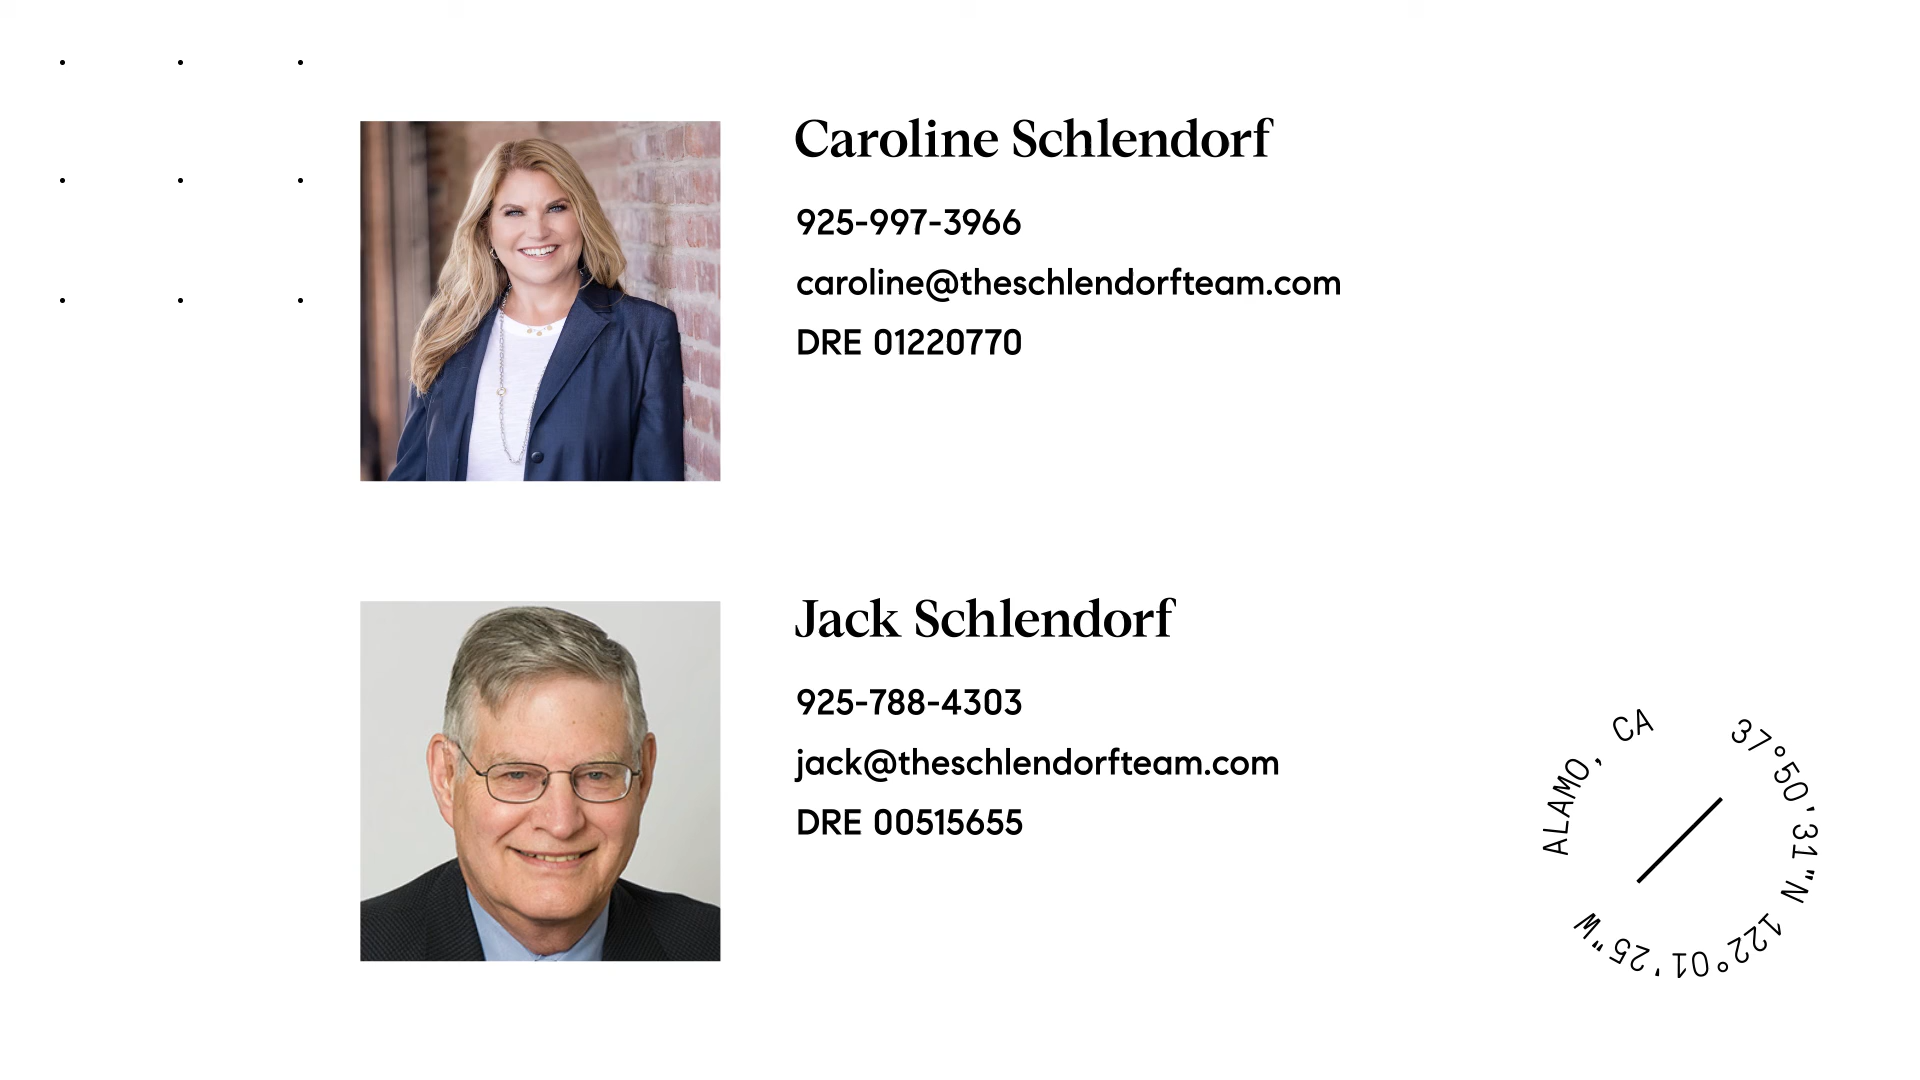 Caroline Schlendorf
925-997-3966
caroline@theschlendorfteam.com
DRE 01220770
Jack Schlendorf
925-788-4303
jack@theschlendorfteam.com
DRE 00515655
ALAMO, CA
37°50'31"N 122°01'25"W